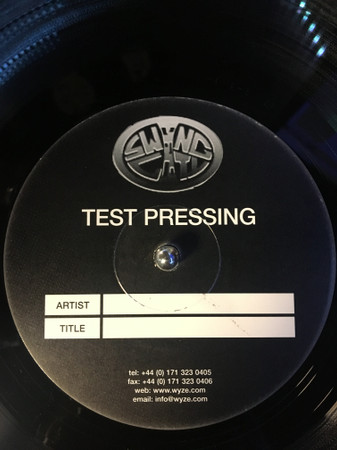 SWING
CITY
TEST PRESSING
ARTIST
TITLE
tel: +44 (0) 171 323 0405
fax: +44 (0) 171 323 0406
web: www.wyze.com
email: info@wyze.com